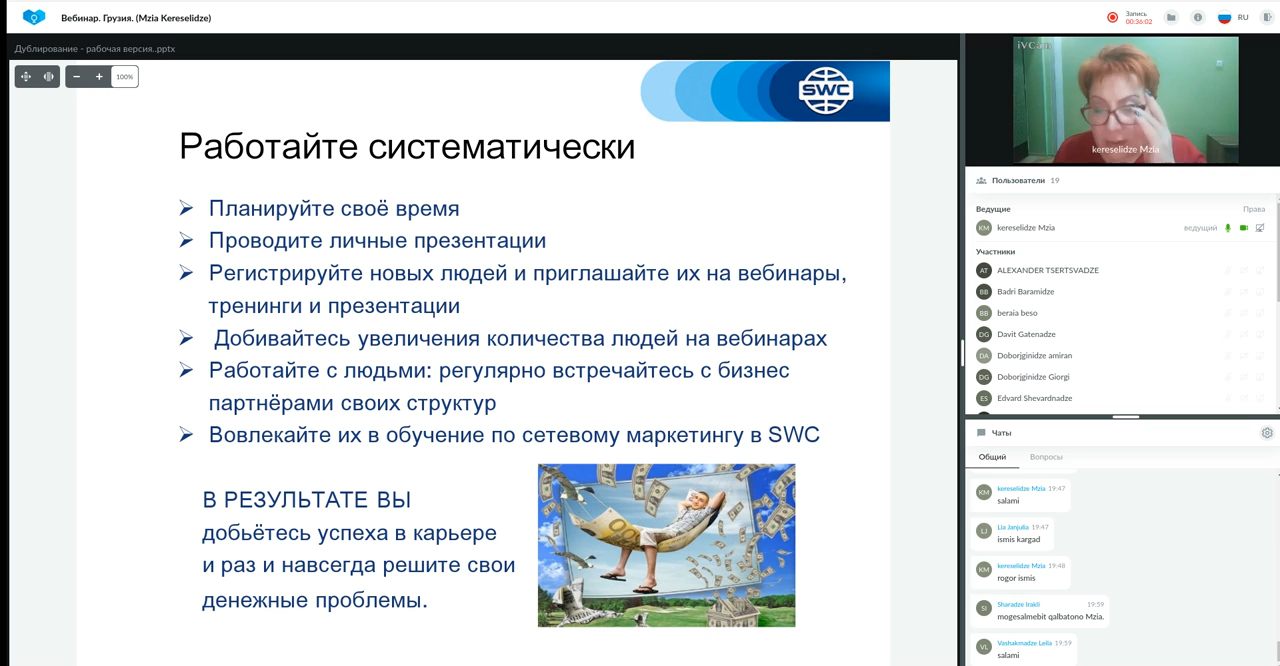 Вебинар. Грузия. (Mzia Kereselidze)
Запись
00:36:02
RU
Дублирование - рабочая версия..pptx
100%
SWC
Работайте систематически
Планируйте своё время
Проводите личные презентации
Регистрируйте новых людей и приглашайте их на вебинары,
тренинги и презентации
Добивайтесь увеличения количества людей на вебинарах
Работайте с людьми: регулярно встречайтесь с бизнес
партнёрами своих структур
Вовлекайте их в обучение по сетевому маркетингу в SWC
В РЕЗУЛЬТАТЕ ВЫ
добьётесь успеха в карьере
и раз и навсегда решите свои
денежные проблемы.
iVCam
kereselidze Mzia
Пользователи 19
Ведущие Права
KM kereselidze Mzia ведущий
Участники
AT ALEXANDER TSERTSVADZE
BB Badri Baramidze
BB beraia beso
DG Davit Gatenadze
DA Doborjginidze amiran
DG Doborjginidze Giorgi
ES Edvard Shevardnadze
Чаты
Общий Вопросы
KM kereselidze Mzia 19:47
salami
LJ Lia Janjulia 19:47
ismis kargad
KM kereselidze Mzia 19:48
rogor ismis
SI Sharadze Irakli 19:59
mogesalmebit qalbatono Mzia.
VL Vashakmadze Leila 19:59
salami